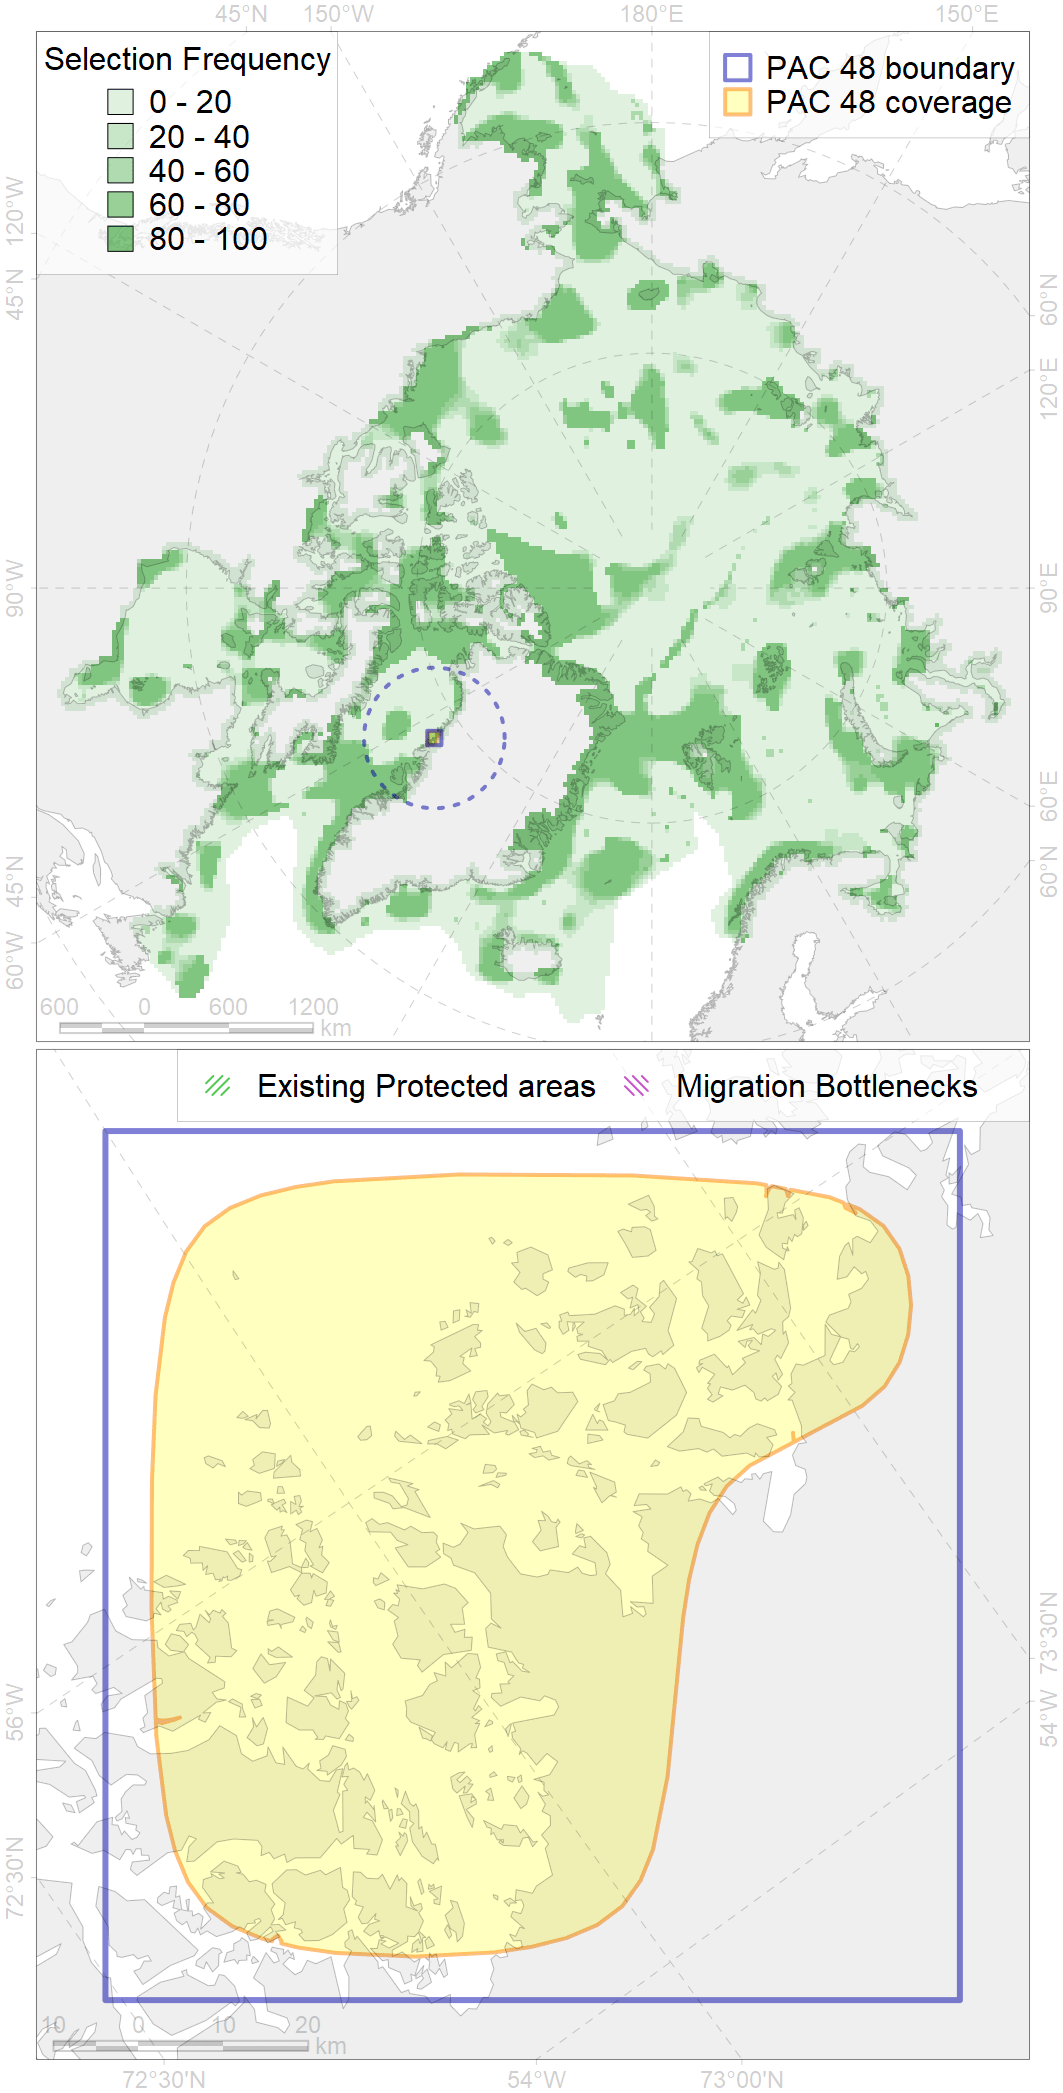 45°N 150°W 180°E 150°E
Selection Frequency
0 - 20
20 - 40
40 - 60
60 - 80
80 - 100
PAC 48 boundary
PAC 48 coverage
120°W
45°N
90°W
45°N
60°W
60°N
120°E
90°E
60°E
60°N
600 0 600 1200
km
Existing Protected areas Migration Bottlenecks
56°W
72°30'N
73°30'N
54°W
10 0 10 20
km
72°30'N 54°W 73°00'N